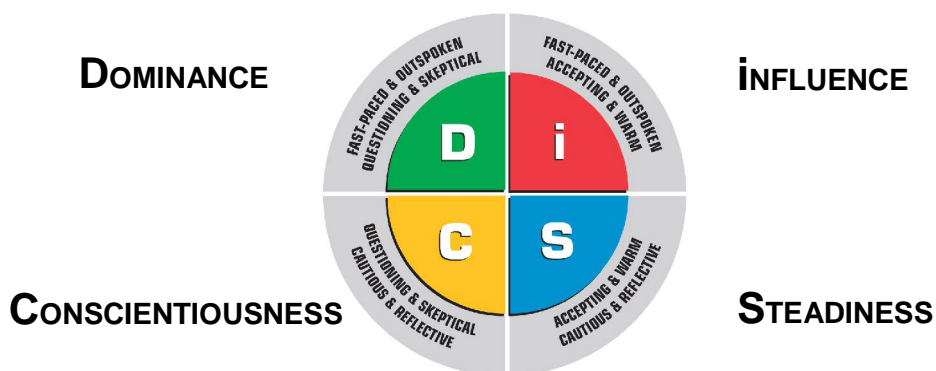 DOMINANCE
iNFLUENCE
FAST-PACED & OUTSPOKEN
QUESTIONING & SKEPTICAL
FAST-PACED & OUTSPOKEN
ACCEPTING & WARM
D
i
C
S
QUESTIONING & SKEPTICAL
CAUTIOUS & REFLECTIVE
ACCEPTING & WARM
CAUTIOUS & REFLECTIVE
CONSCIENTIOUSNESS
STEADINESS